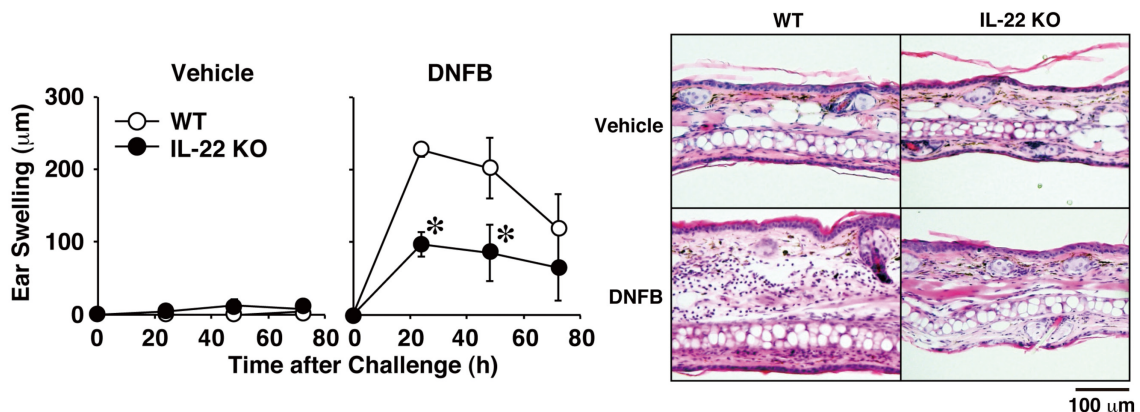 Vehicle
DNFB
300
200
100
0
Ear Swelling (μm)
WT
IL-22 KO
*
*
0 20 40 60 80
0 20 40 60 80
Time after Challenge (h)
WT
IL-22 KO
Vehicle
DNFB
100 μm